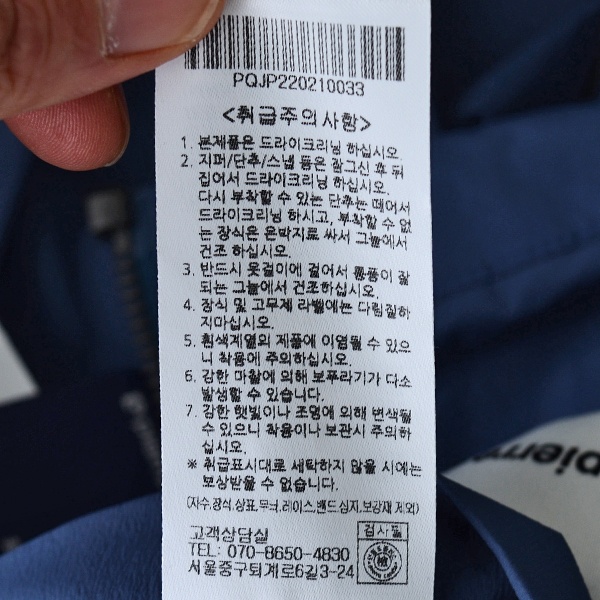 PQJP220210033
<취급주의사항>
1. 본제품은 드라이크리닝 하십시오.
2. 지퍼/단추/스냅 등은 잠그신 후 뒤
집어서 드라이크리닝 하십시오.
다시 부착할 수 있는 단추는 떼어서
드라이크리닝 하시고, 부착할 수 없
는 장식은 은박지로 싸서 그늘에서
건조 하십시오.
3. 반드시 옷걸이에 걸어서 통풍이 잘
되는 그늘에서 건조하십시오.
4. 장식 및 고무제 라벨에는 다림질하
지마십시오.
5. 흰색계열의 제품에 이염될 수 있으
니 착용에 주의하십시오.
6. 강한 마찰에 의해 보푸라기가 다소
발생할 수 있습니다.
7. 강한 햇빛이나 조명에 의해 변색될
수 있으니 착용이나 보관시 주의하
십시오.
※ 취급표시대로 세탁하지 않을 시에는
보상받을 수 없습니다.
(자수,장식,상표,무늬,레이스,밴드,심지,보강재 제외)
고객상담실
TEL: 070-8650-4830
서울중구퇴계로6길3-24
검사필
pierr